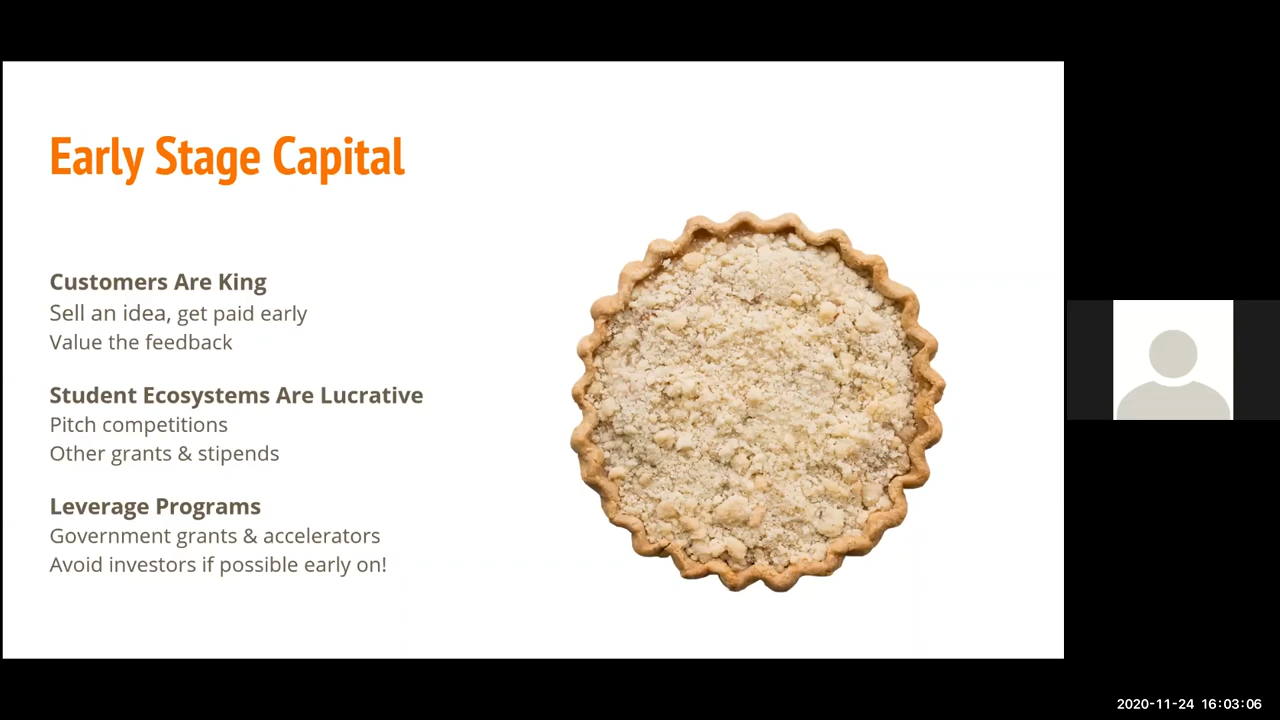 Early Stage Capital
Customers Are King
Sell an idea, get paid early
Value the feedback
Student Ecosystems Are Lucrative
Pitch competitions
Other grants & stipends
Leverage Programs
Government grants & accelerators
Avoid investors if possible early on!
2020-11-24 16:03:06